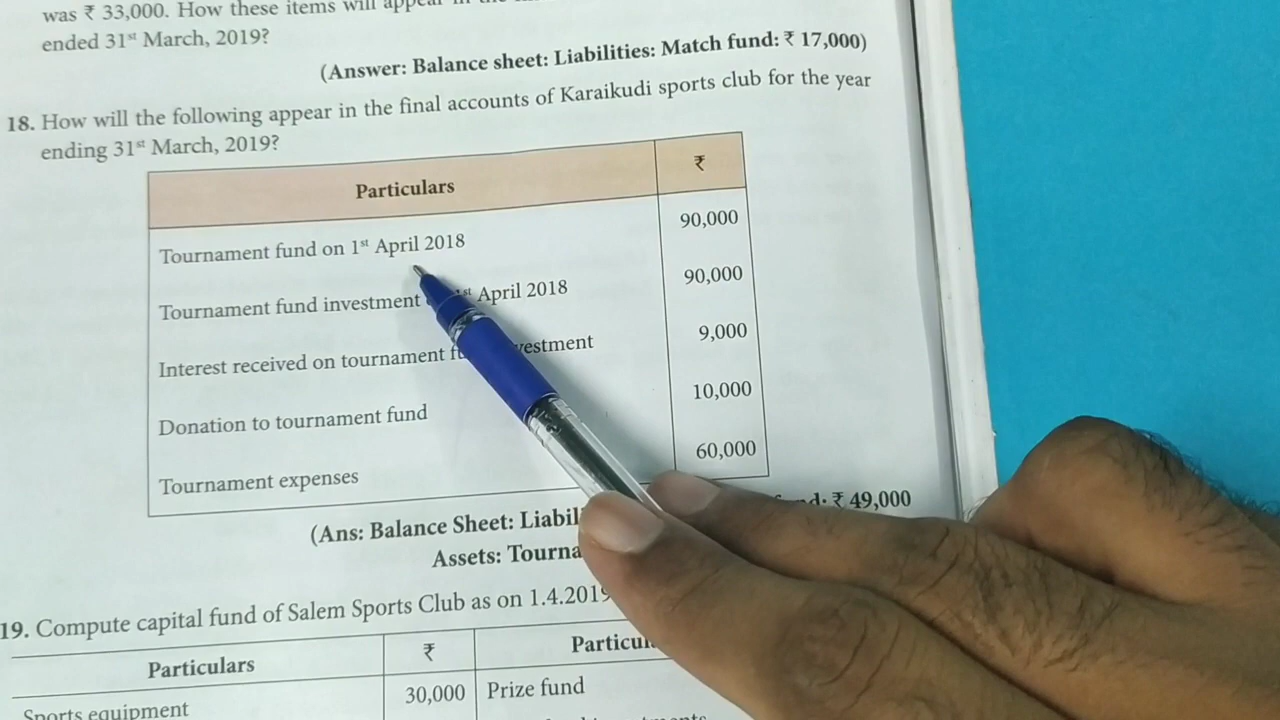 was ₹ 33,000. How these items will appear in the
ended 31st March, 2019?
(Answer: Balance sheet: Liabilities: Match fund: ₹ 17,000)
18. How will the following appear in the final accounts of Karaikudi sports club for the year
ending 31st March, 2019?
Particulars ₹
Tournament fund on 1st April 2018 90,000
Tournament fund investment April 2018 90,000
Interest received on tournament 9,000
Donation to tournament fund 10,000
Tournament expenses 60,000
(Ans: Balance Sheet: ₹ 49,000
Assets:
19. Compute capital fund of Salem Sports Club as on 1.4.2019
Particulars ₹
Sports equipment 30,000 Prize fund